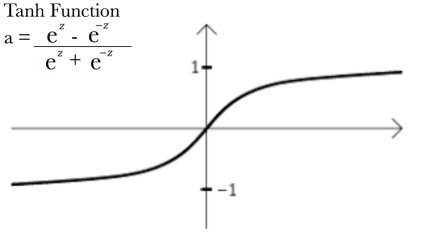 Tanh Function
a = e^z - e^-z
e^z + e^-z
1
-1